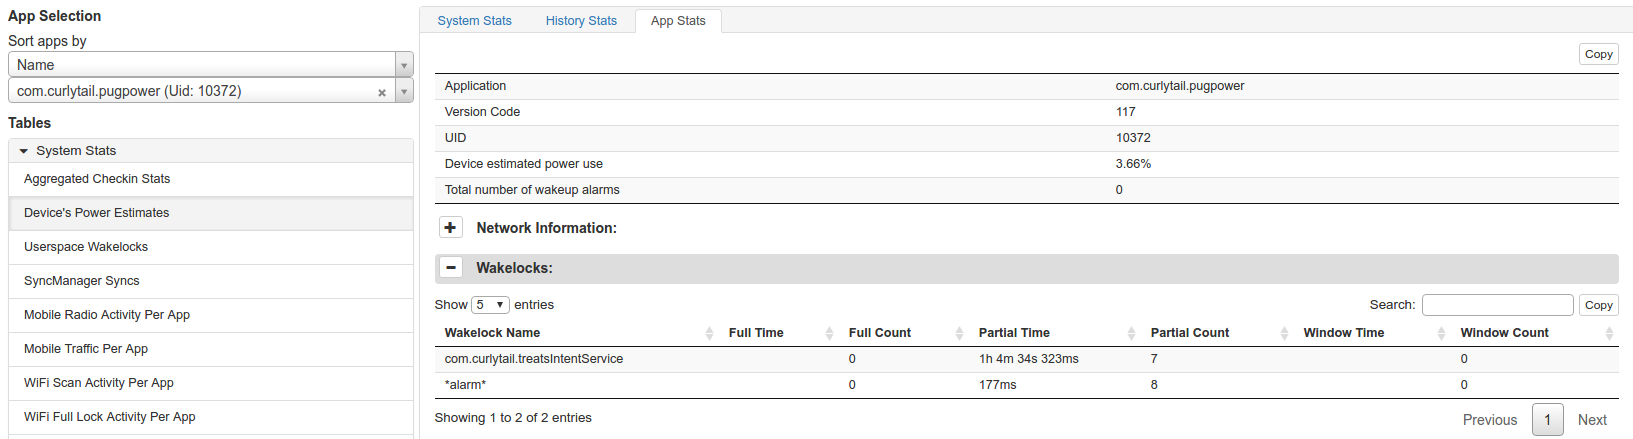 App Selection
Sort apps by
Name
com.curlytail.pugpower (Uid: 10372) ×
Tables
System Stats
Aggregated Checkin Stats
Device's Power Estimates
Userspace Wakelocks
SyncManager Syncs
Mobile Radio Activity Per App
Mobile Traffic Per App
WiFi Scan Activity Per App
WiFi Full Lock Activity Per App
System Stats History Stats App Stats
Copy
Application com.curlytail.pugpower
Version Code 117
UID 10372
Device estimated power use 3.66%
Total number of wakeup alarms 0
+ Network Information:
− Wakelocks:
Show 5 entries Search: Copy
Wakelock Name Full Time Full Count Partial Time Partial Count Window Time Window Count
com.curlytail.treatsIntentService 0 1h 4m 34s 323ms 7 0
*alarm* 0 177ms 8 0
Showing 1 to 2 of 2 entries Previous 1 Next